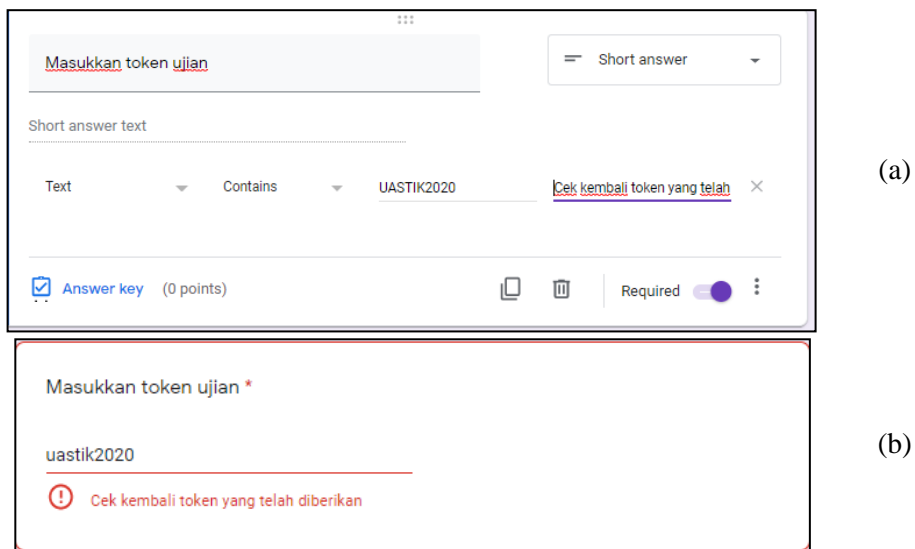 Masukkan token ujian
Short answer
Short answer text
Text Contains UASTIK2020 Cek kembali token yang telah
Answer key (0 points) Required
(a)
Masukkan token ujian *
uastik2020
Cek kembali token yang telah diberikan
(b)